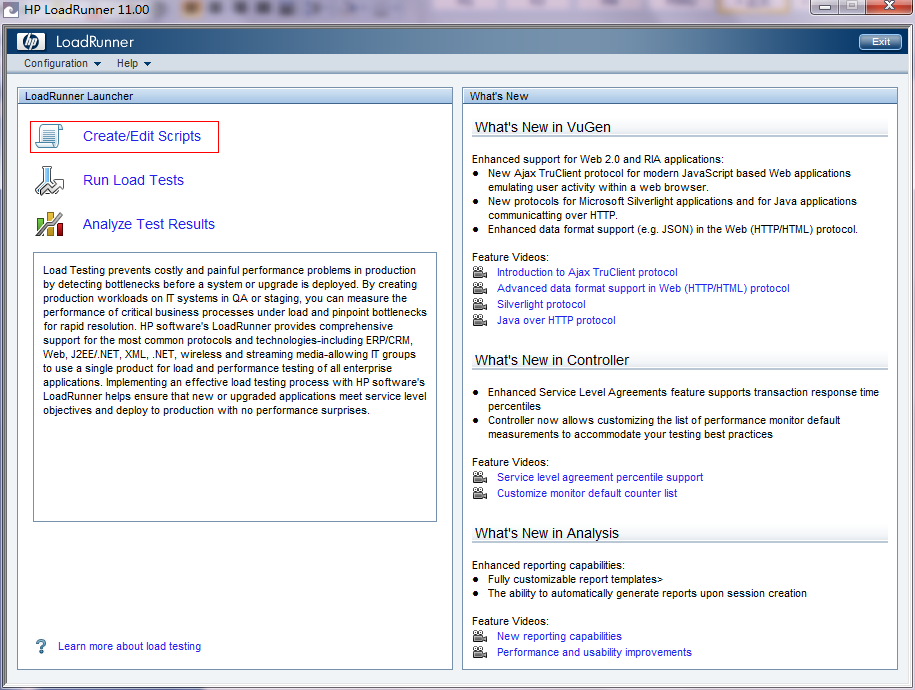 HP LoadRunner 11.00
hp LoadRunner
Exit
Configuration Help
LoadRunner Launcher
Create/Edit Scripts
Run Load Tests
Analyze Test Results
Load Testing prevents costly and painful performance problems in production
by detecting bottlenecks before a system or upgrade is deployed. By creating
production workloads on IT systems in QA or staging, you can measure the
performance of critical business processes under load and pinpoint bottlenecks
for rapid resolution. HP software's LoadRunner provides comprehensive
support for the most common protocols and technologies-including ERP/CRM,
Web, J2EE/.NET, XML, .NET, wireless and streaming media-allowing IT groups
to use a single product for load and performance testing of all enterprise
applications. Implementing an effective load testing process with HP software's
LoadRunner helps ensure that new or upgraded applications meet service level
objectives and deploy to production with no performance surprises.
? Learn more about load testing
What's New
What's New in VuGen
Enhanced support for Web 2.0 and RIA applications:
● New Ajax TruClient protocol for modern JavaScript based Web applications
emulating user activity within a web browser.
● New protocols for Microsoft Silverlight applications and for Java applications
communicatting over HTTP.
● Enhanced data format support (e.g. JSON) in the Web (HTTP/HTML) protocol.
Feature Videos:
Introduction to Ajax TruClient protocol
Advanced data format support in Web (HTTP/HTML) protocol
Silverlight protocol
Java over HTTP protocol
What's New in Controller
● Enhanced Service Level Agreements feature supports transaction response time
percentiles
● Controller now allows customizing the list of performance monitor default
measurements to accommodate your testing best practices
Feature Videos:
Service level agreement percentile support
Customize monitor default counter list
What's New in Analysis
Enhanced reporting capabilities:
● Fully customizable report templates>
● The ability to automatically generate reports upon session creation
Feature Videos:
New reporting capabilities
Performance and usability improvements